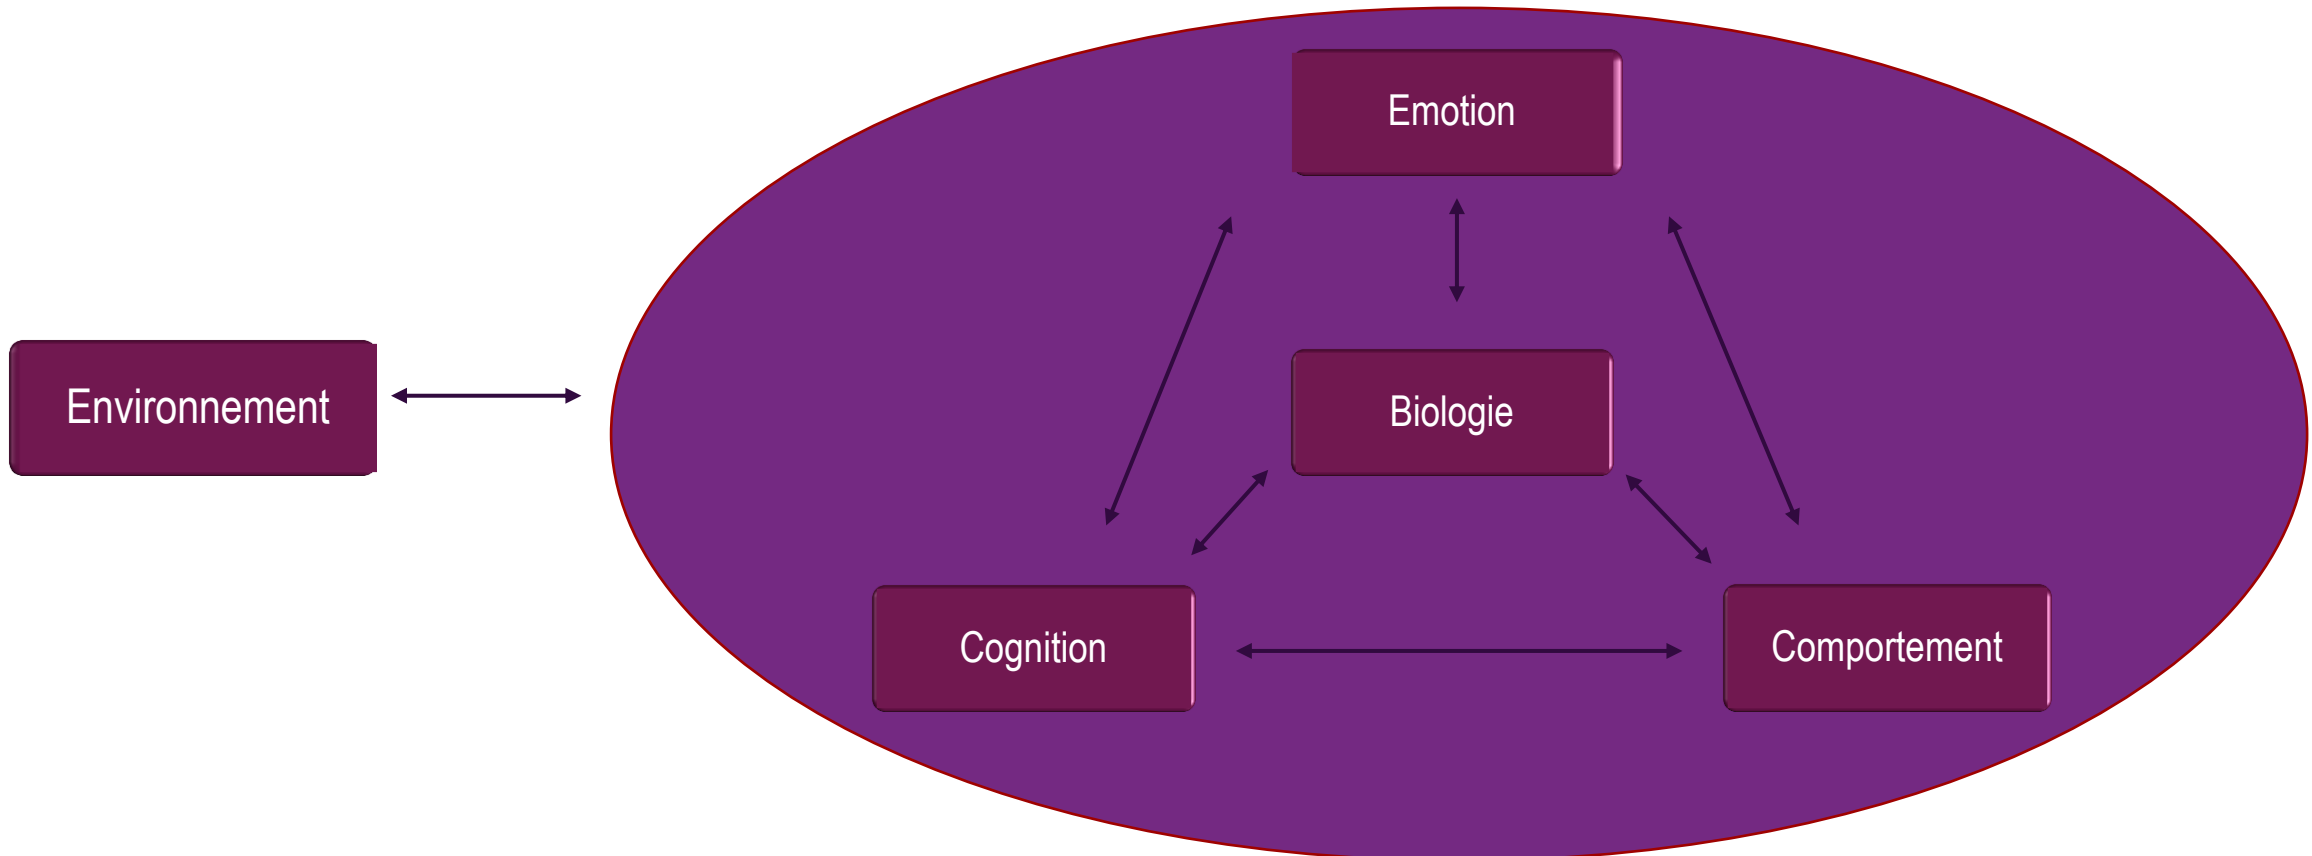 Emotion
Environnement
Biologie
Cognition
Comportement